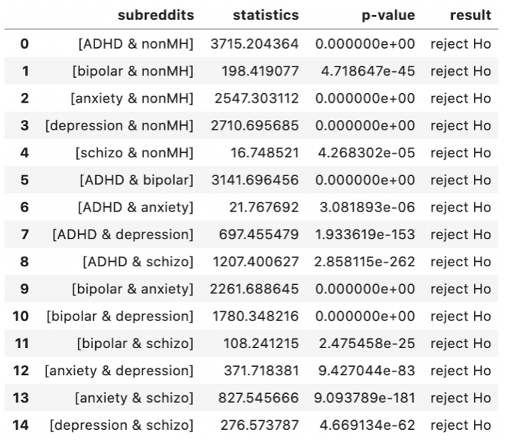 subreddits statistics p-value result
0 [ADHD & nonMH] 3715.204364 0.000000e+00 reject Ho
1 [bipolar & nonMH] 198.419077 4.718647e-45 reject Ho
2 [anxiety & nonMH] 2547.303112 0.000000e+00 reject Ho
3 [depression & nonMH] 2710.695685 0.000000e+00 reject Ho
4 [schizo & nonMH] 16.748521 4.268302e-05 reject Ho
5 [ADHD & bipolar] 3141.696456 0.000000e+00 reject Ho
6 [ADHD & anxiety] 21.767692 3.081893e-06 reject Ho
7 [ADHD & depression] 697.455479 1.933619e-153 reject Ho
8 [ADHD & schizo] 1207.400627 2.858115e-262 reject Ho
9 [bipolar & anxiety] 2261.688645 0.000000e+00 reject Ho
10 [bipolar & depression] 1780.348216 0.000000e+00 reject Ho
11 [bipolar & schizo] 108.241215 2.475458e-25 reject Ho
12 [anxiety & depression] 371.718381 9.427044e-83 reject Ho
13 [anxiety & schizo] 827.545666 9.093789e-181 reject Ho
14 [depression & schizo] 276.573787 4.669134e-62 reject Ho